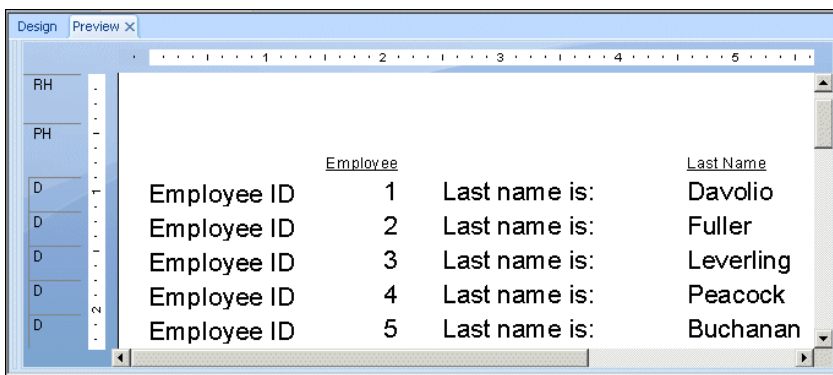 Design Preview
1 2 3 4 5
RH
PH
Employee Last Name
D Employee ID 1 Last name is: Davolio
D Employee ID 2 Last name is: Fuller
1
D Employee ID 3 Last name is: Leverling
D Employee ID 4 Last name is: Peacock
2
D Employee ID 5 Last name is: Buchanan